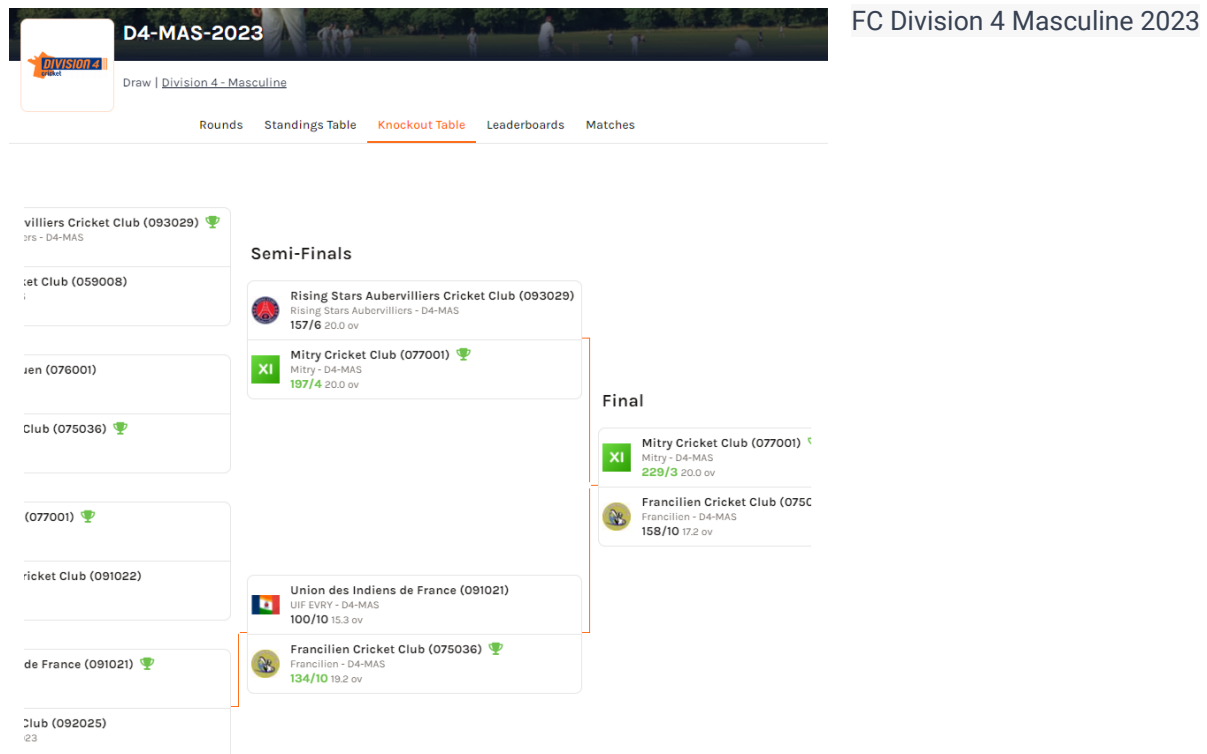 D4-MAS-2023
FC Division 4 Masculine 2023
DIVISION 4
cricket
Draw | Division 4 - Masculine
Rounds Standings Table Knockout Table Leaderboards Matches
villiers Cricket Club (093029)
ers - D4-MAS
ket Club (059008)
uen (076001)
Club (075036)
(077001)
ricket Club (091022)
de France (091021)
Club (092025)
023
Semi-Finals
Rising Stars Aubervilliers Cricket Club (093029)
Rising Stars Aubervilliers - D4-MAS
157/6 20.0 ov
XI
Mitry Cricket Club (077001)
Mitry - D4-MAS
197/4 20.0 ov
Union des Indiens de France (091021)
UIF EVRY - D4-MAS
100/10 15.3 ov
Francilien Cricket Club (075036)
Francilien - D4-MAS
134/10 19.2 ov
Final
XI
Mitry Cricket Club (077001)
Mitry - D4-MAS
229/3 20.0 ov
Francilien Cricket Club (0750
Francilien - D4-MAS
158/10 17.2 ov